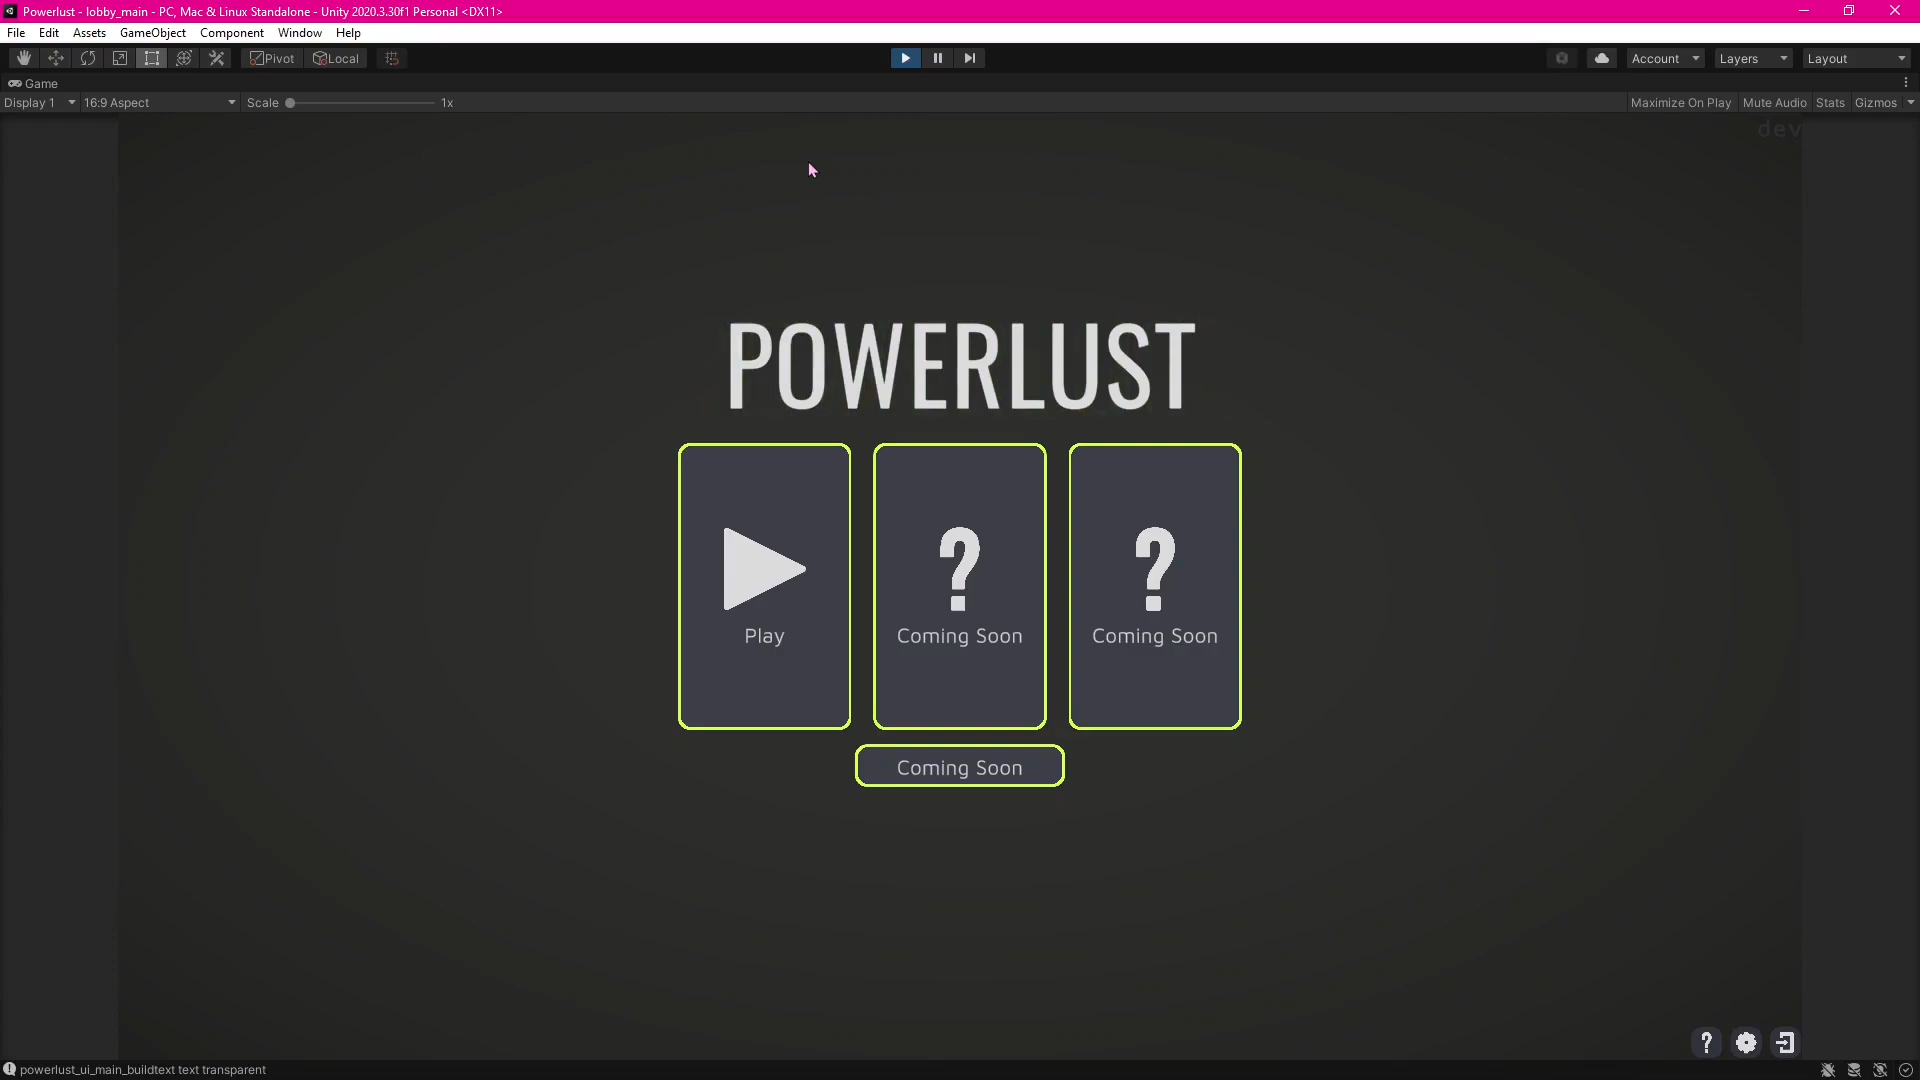 Powerlust - lobby_main - PC, Mac & Linux Standalone - Unity 2020.3.30f1 Personal <DX11>
File Edit Assets GameObject Component Window Help
Pivot Local Account Layers Layout
Game
Display 1 16:9 Aspect Scale 1x Maximize On Play Mute Audio Stats Gizmos
dev
POWERLUST
? ?
Play Coming Soon Coming Soon
Coming Soon
?
powerlust_ui_main_buildtext text transparent